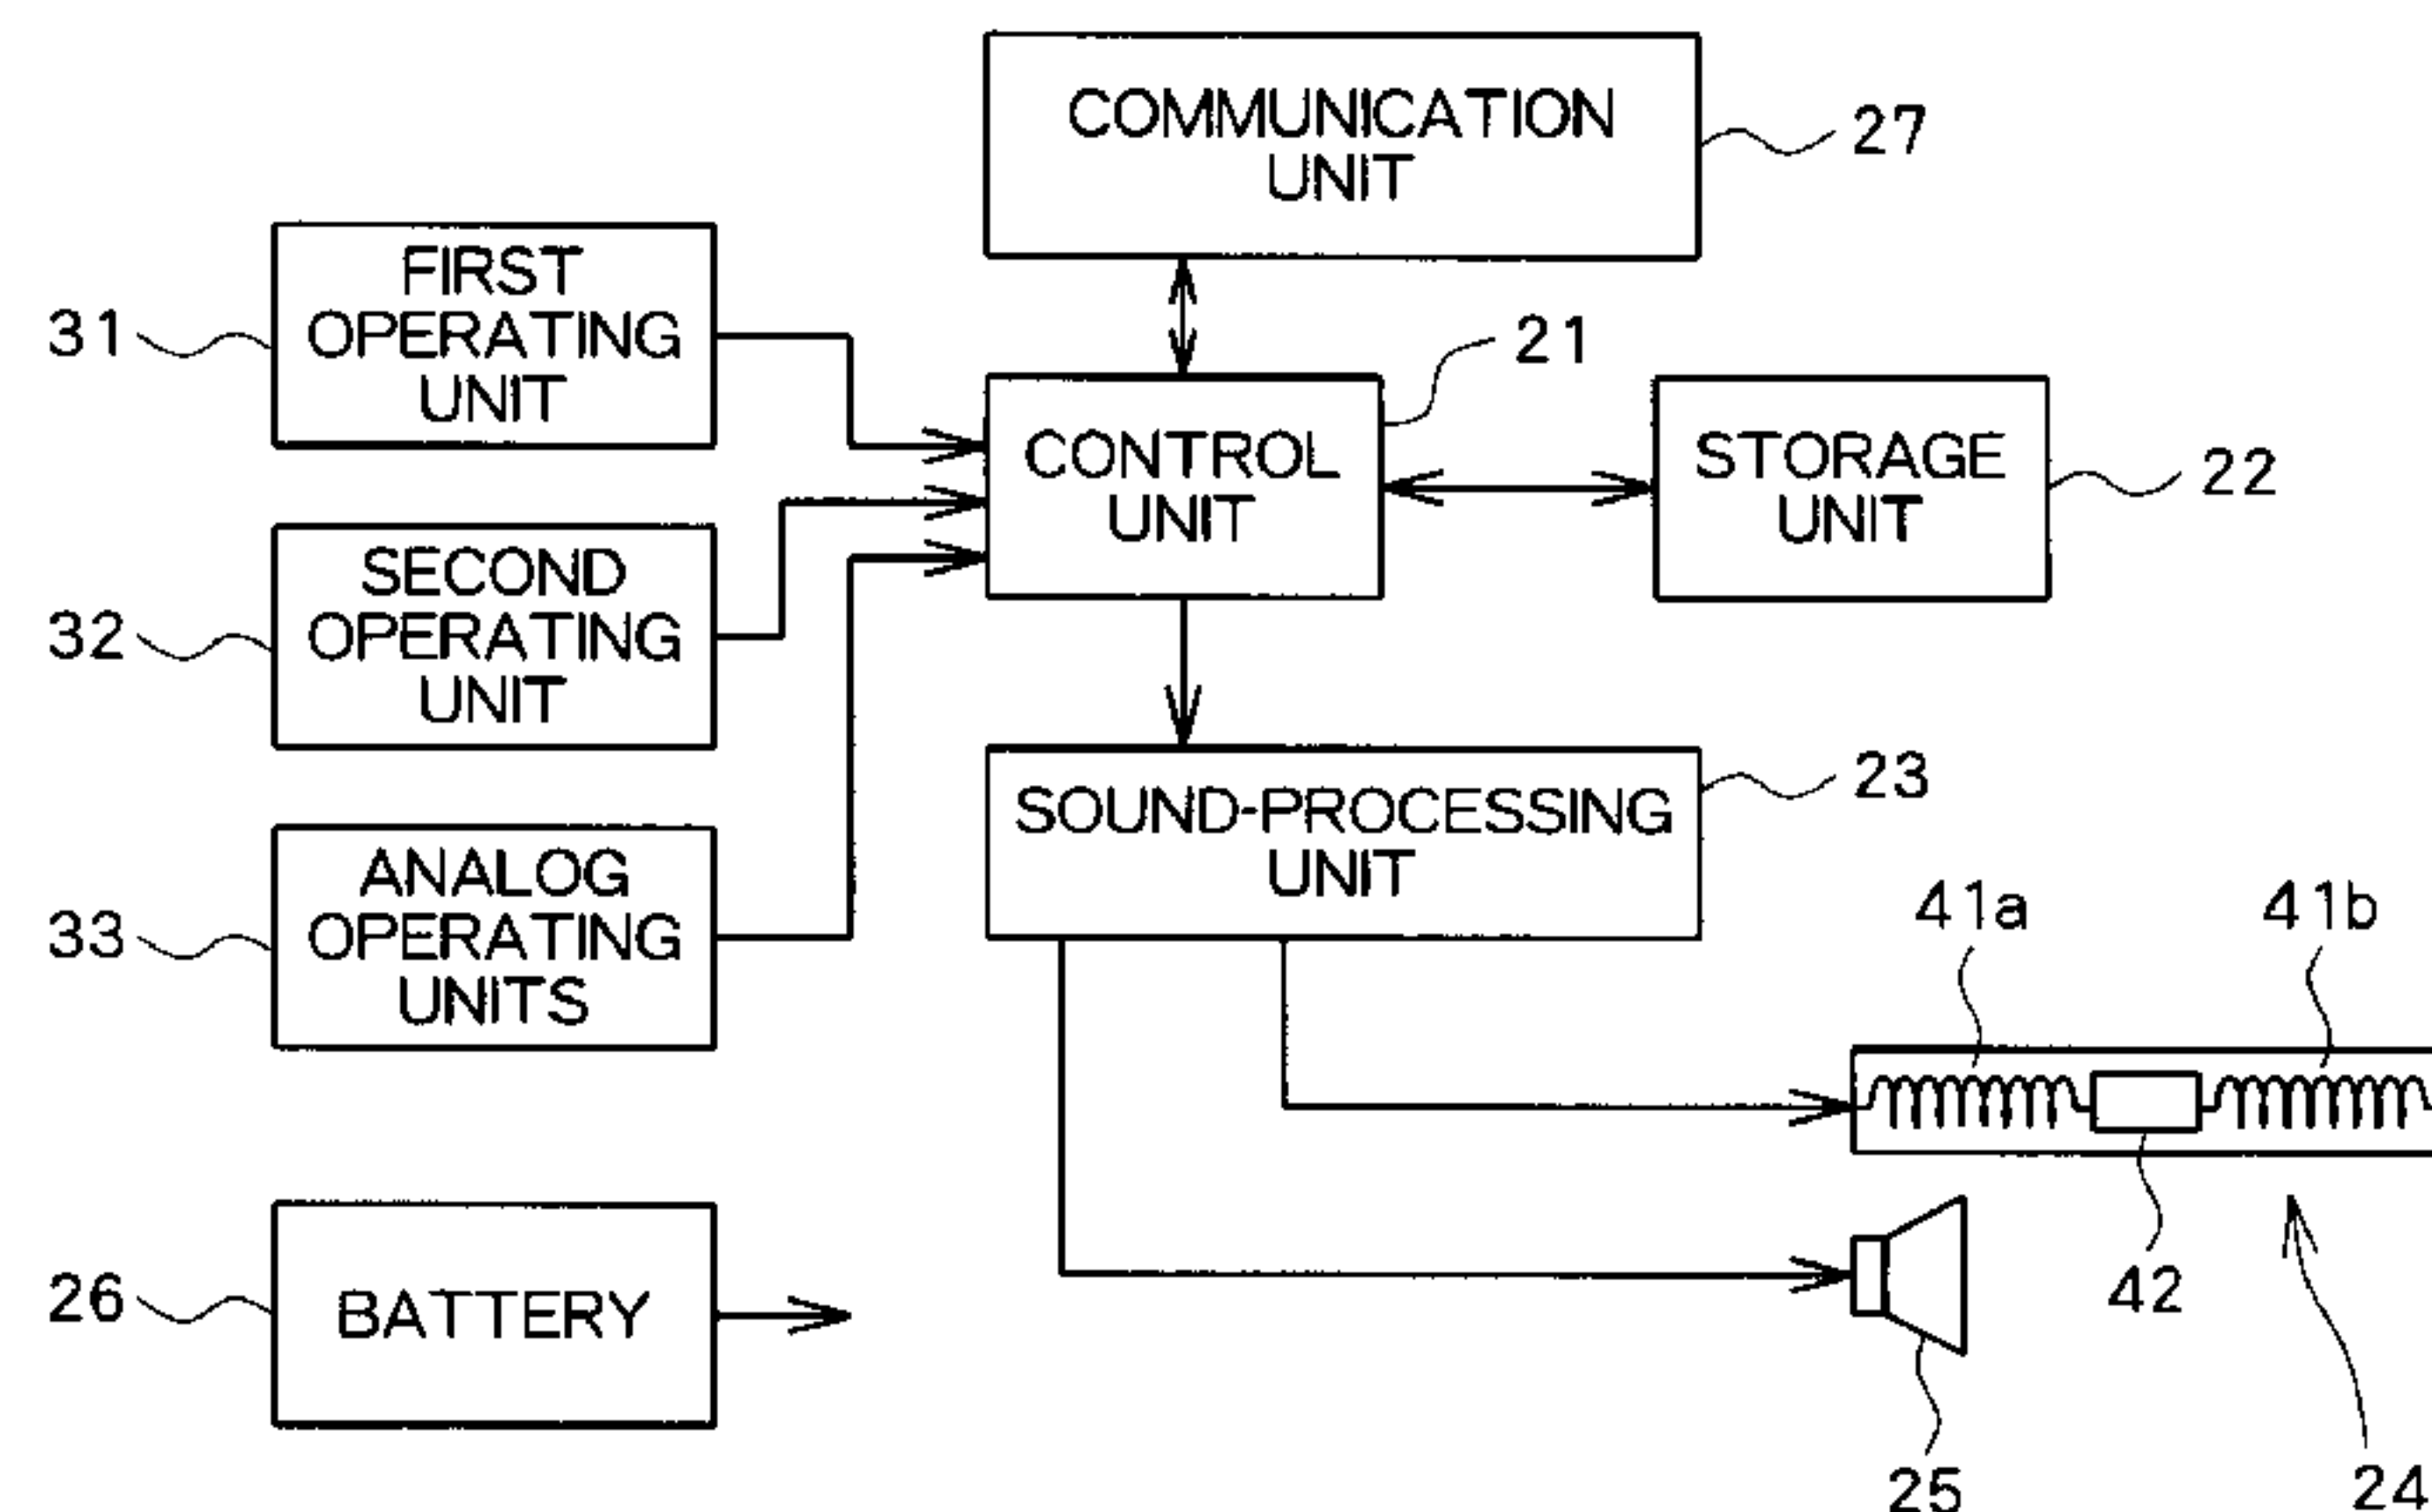 COMMUNICATION
UNIT
27
FIRST
OPERATING
UNIT
31
21
CONTROL
UNIT
STORAGE
UNIT
22
SECOND
OPERATING
UNIT
32
SOUND-PROCESSING
UNIT
23
ANALOG
OPERATING
UNITS
33
41a
41b
42
BATTERY
26
25
24